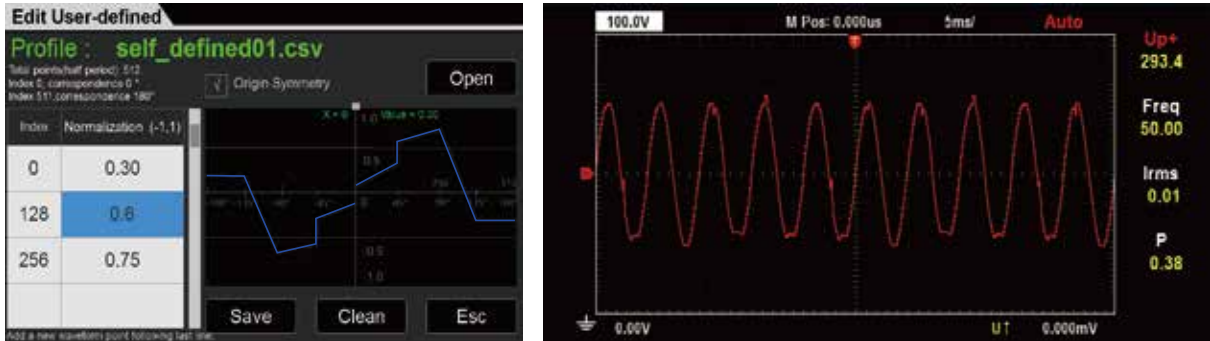 Edit User-defined
Profile : self_defined01.csv
Total points(half period): 512
Index 0, correspondence 0 °
Index 511,correspondence 180°
√ Origin Symmetry
Open
Index Normalization (-1,1)
0 0.30
128 0.6
256 0.75
X = 0
1.0
0.5
0
0.5
1.0
Save Clean Esc
Add a new waveform point following last line.
100.0V M Pos: 0.000us 5ms/ Auto
Up+
293.4
Freq
50.00
Irms
0.01
P
0.38
0.00V U↑ 0.000mV